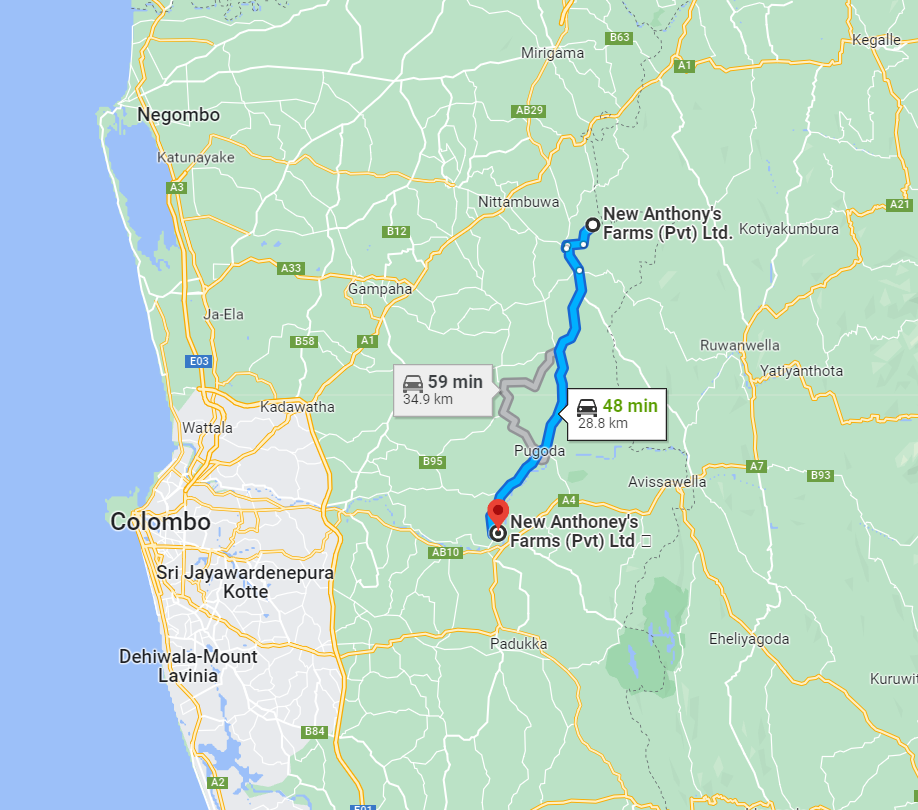 B63
Kegalle
Mirigama
A1
Negombo
AB29
Katunayake
A3
Nittambuwa
A21
New Anthony's
Farms (Pvt) Ltd.
Kotiyakumbura
B12
A33
Gampaha
Ja-Ela
B58
A1
Ruwanwella
E03
Yatiyanthota
59 min
34.9 km
48 min
28.8 km
Kadawatha
Wattala
Pugoda
B95
A7
B93
Avissawella
A4
Colombo
New Anthoney's
Farms (Pvt) Ltd
AB10
Sri Jayawardenepura
Kotte
Padukka
Eheliyagoda
Dehiwala-Mount
Lavinia
Kuruwit
B84
A2
E01